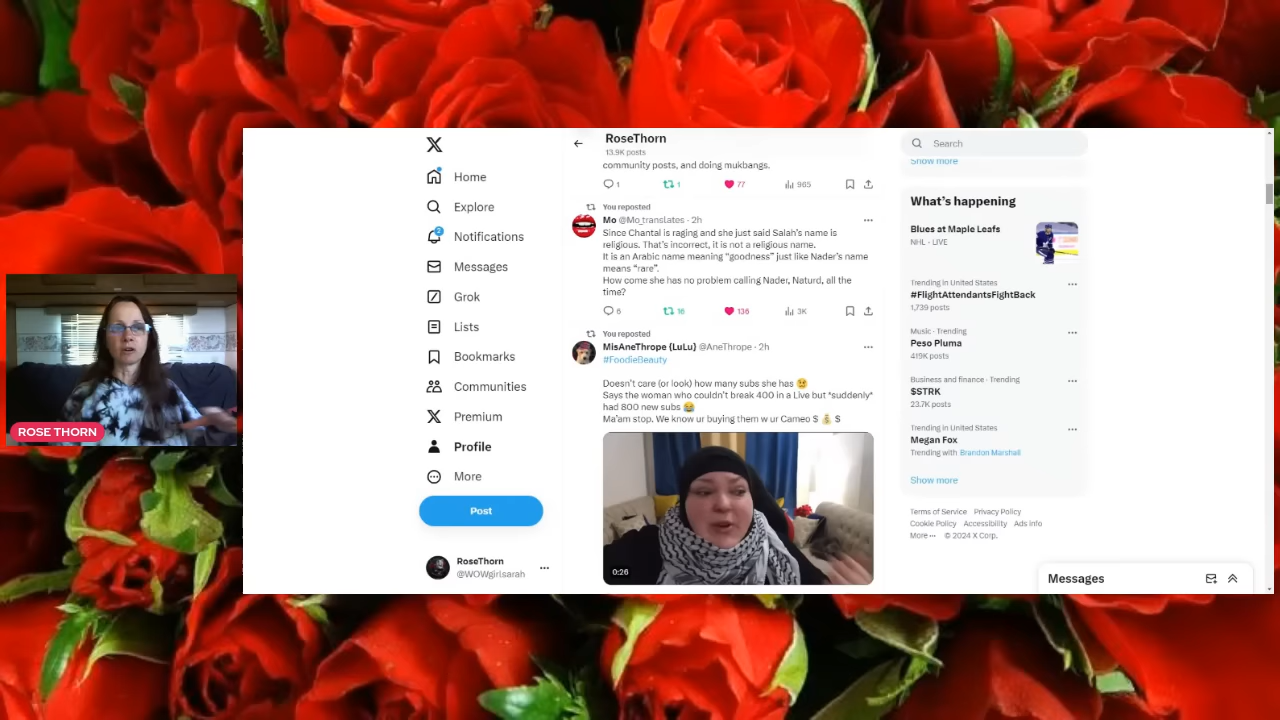 RoseThorn
13.9K posts
community posts, and doing mukbangs.
1 1 77 965
You reposted
Mo @Mo_translates · 2h
Since Chantal is raging and she just said Salah's name is
religious. That's incorrect, it is not a religious name.
It is an Arabic name meaning "goodness" just like Nader's name
means "rare".
How come she has no problem calling Nader, Naturd, all the
time?
6 16 136 3K
You reposted
MisAneThrope {LuLu} @AneThrope · 2h
#FoodieBeauty
Doesn't care (or look) how many subs she has
Says the woman who couldn't break 400 in a Live but *suddenly*
had 800 new subs
Ma'am stop. We know ur buying them w ur Cameo $ 💰 $
0:26
Home
Explore
2
Notifications
Messages
Grok
Lists
Bookmarks
Communities
Premium
Profile
More
Post
RoseThorn
@WOWgirlsarah
Search
Show more
What's happening
Blues at Maple Leafs
NHL · LIVE
Trending in United States
#FlightAttendantsFightBack
1,739 posts
Music · Trending
Peso Pluma
419K posts
Business and finance · Trending
$STRK
23.7K posts
Trending in United States
Megan Fox
Trending with Brandon Marshall
Show more
Terms of Service Privacy Policy
Cookie Policy Accessibility Ads info
More ··· © 2024 X Corp.
Messages
ROSE THORN